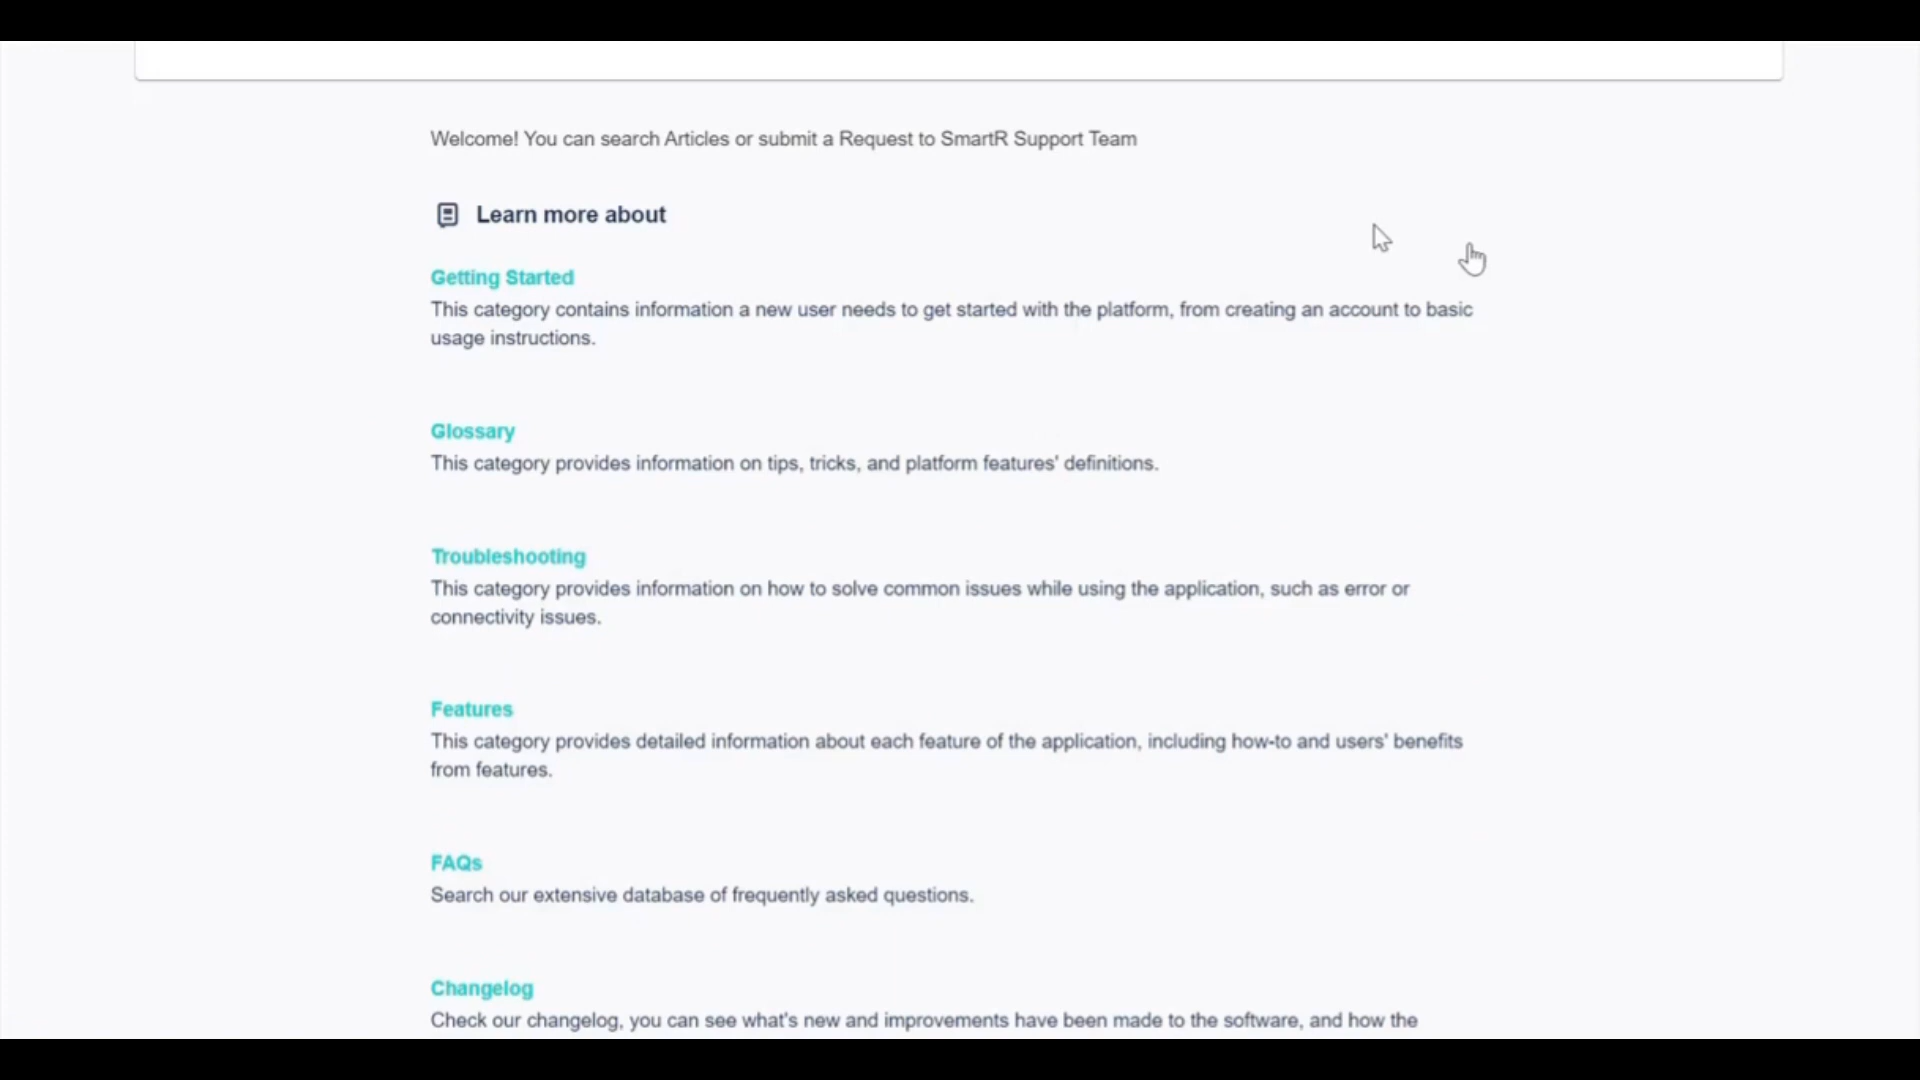 Welcome! You can search Articles or submit a Request to SmartR Support Team
Learn more about
Getting Started
This category contains information a new user needs to get started with the platform, from creating an account to basic
usage instructions.
Glossary
This category provides information on tips, tricks, and platform features' definitions.
Troubleshooting
This category provides information on how to solve common issues while using the application, such as error or
connectivity issues.
Features
This category provides detailed information about each feature of the application, including how-to and users' benefits
from features.
FAQs
Search our extensive database of frequently asked questions.
Changelog
Check our changelog, you can see what's new and improvements have been made to the software, and how the